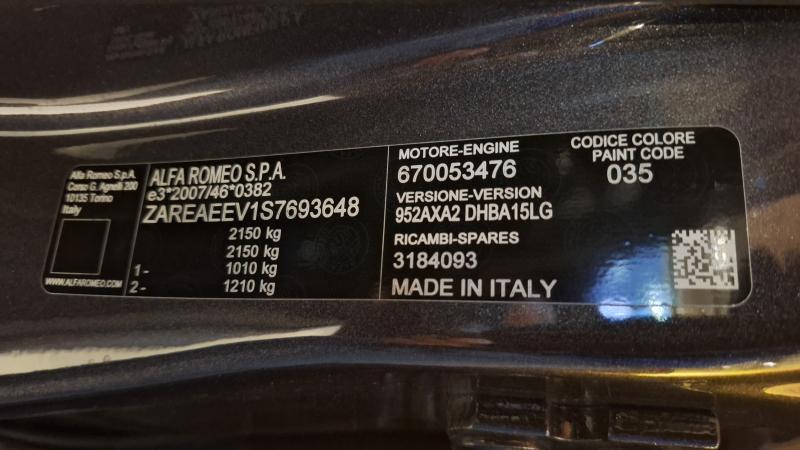 Alfa Romeo S.p.A.
Corso G. Agnelli 200
10135 Torino
Italy
WWW.ALFAROMEO.COM
ALFA ROMEO S.P.A.
e3*2007/46*0382
ZAREAEEV1S7693648
2150 kg
2150 kg
1- 1010 kg
2- 1210 kg
MOTORE-ENGINE
670053476
VERSIONE-VERSION
952AXA2 DHBA15LG
RICAMBI-SPARES
3184093
MADE IN ITALY
CODICE COLORE
PAINT CODE
035